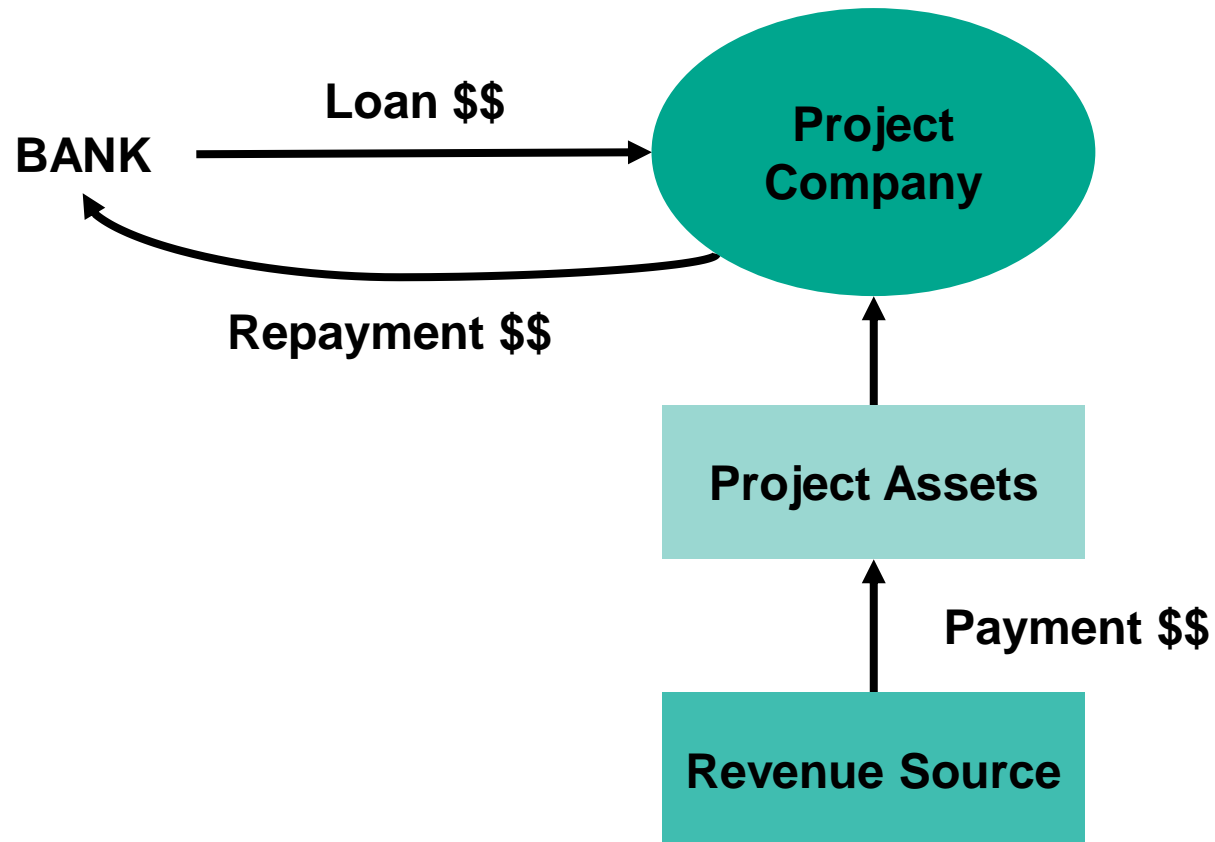 Loan $$
BANK
Project
Company
Repayment $$
Project Assets
Payment $$
Revenue Source